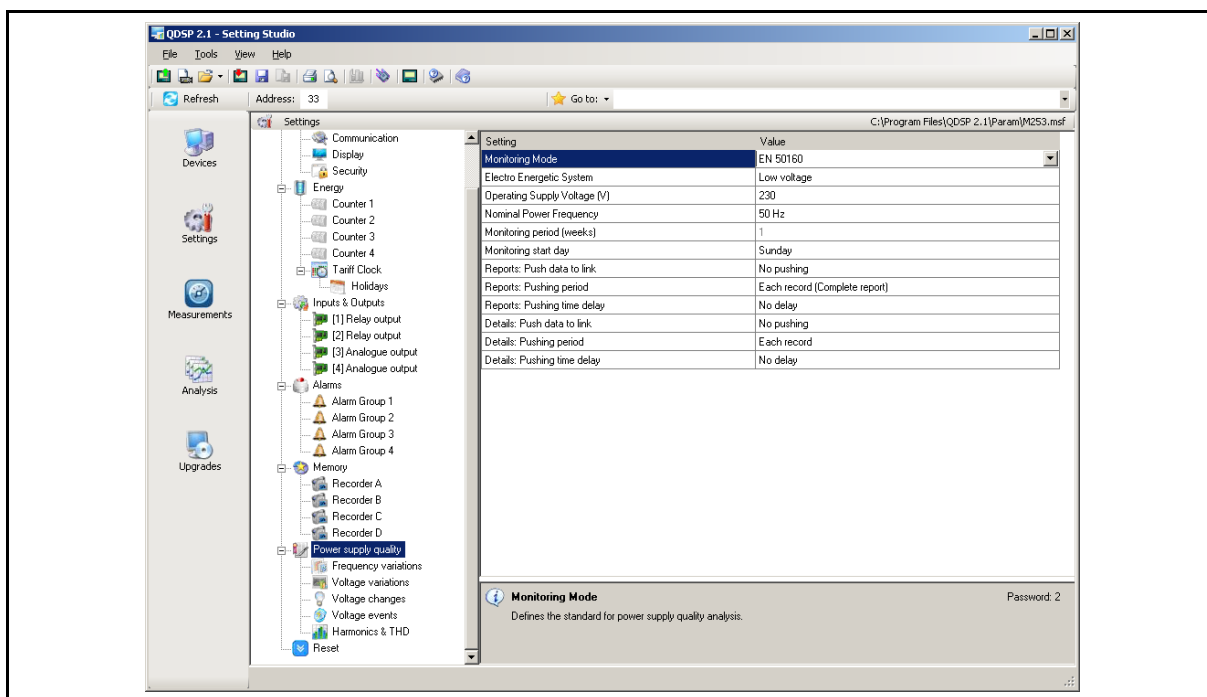 QDSP 2.1 - Setting Studio
File Tools View Help
Refresh Address: 33 Go to:
Settings C:\Program Files\QDSP 2.1\Param\M253.msf
Devices
Settings
Measurements
Analysis
Upgrades
Communication
Display
Security
Energy
Counter 1
Counter 2
Counter 3
Counter 4
Tariff Clock
Holidays
Inputs & Outputs
[1] Relay output
[2] Relay output
[3] Analogue output
[4] Analogue output
Alarms
Alarm Group 1
Alarm Group 2
Alarm Group 3
Alarm Group 4
Memory
Recorder A
Recorder B
Recorder C
Recorder D
Power supply quality
Frequency variations
Voltage variations
Voltage changes
Voltage events
Harmonics & THD
Reset
Setting Value
Monitoring Mode EN 50160
Electro Energetic System Low voltage
Operating Supply Voltage (V) 230
Nominal Power Frequency 50 Hz
Monitoring period (weeks) 1
Monitoring start day Sunday
Reports: Push data to link No pushing
Reports: Pushing period Each record (Complete report)
Reports: Pushing time delay No delay
Details: Push data to link No pushing
Details: Pushing period Each record
Details: Pushing time delay No delay
Monitoring Mode Password: 2
Defines the standard for power supply quality analysis.